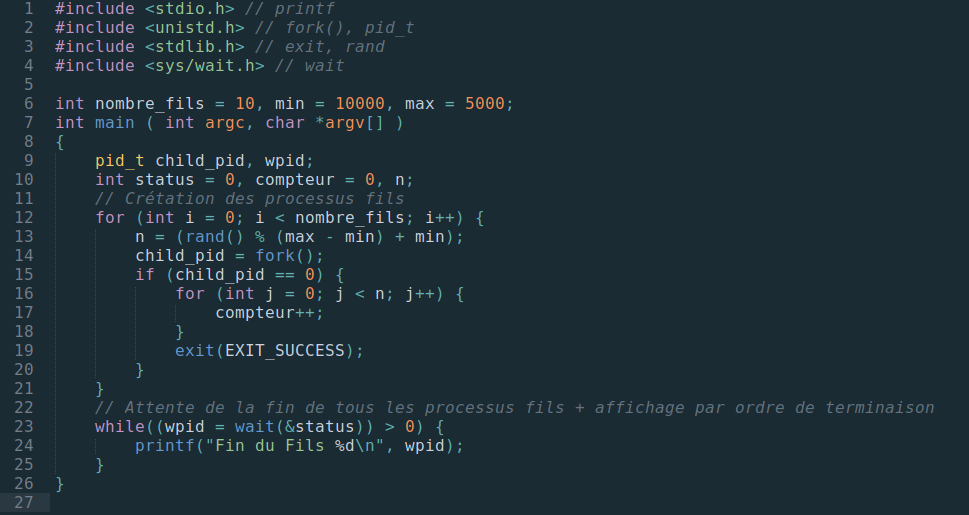 1 #include <stdio.h> // printf
2 #include <unistd.h> // fork(), pid_t
3 #include <stdlib.h> // exit, rand
4 #include <sys/wait.h> // wait
5
6 int nombre_fils = 10, min = 10000, max = 5000;
7 int main ( int argc, char *argv[] )
8 {
9     pid_t child_pid, wpid;
10     int status = 0, compteur = 0, n;
11     // Crétation des processus fils
12     for (int i = 0; i < nombre_fils; i++) {
13         n = (rand() % (max - min) + min);
14         child_pid = fork();
15         if (child_pid == 0) {
16             for (int j = 0; j < n; j++) {
17                 compteur++;
18             }
19             exit(EXIT_SUCCESS);
20         }
21     }
22     // Attente de la fin de tous les processus fils + affichage par ordre de terminaison
23     while((wpid = wait(&status)) > 0) {
24         printf("Fin du Fils %d\n", wpid);
25     }
26 }
27